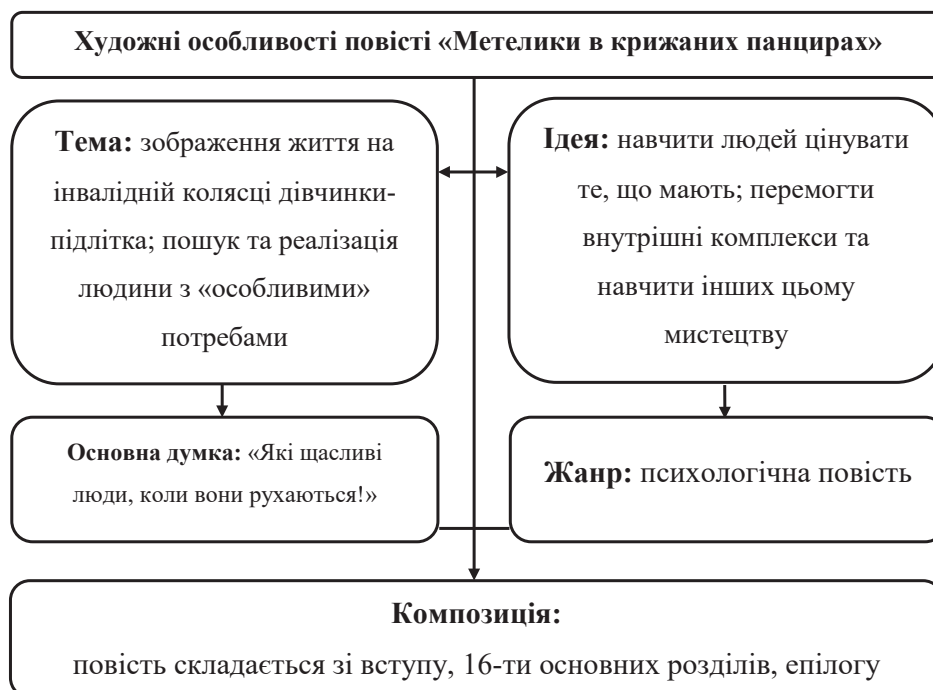 Художні особливості повісті «Метелики в крижаних панцирах»
Тема: зображення життя на
інвалідній колясці дівчинки-
підлітка; пошук та реалізація
людини з «особливими»
потребами
Ідея: навчити людей цінувати
те, що мають; перемогти
внутрішні комплекси та
навчити інших цьому
мистецтву
Основна думка: «Які щасливі
люди, коли вони рухаються!»
Жанр: психологічна повість
Композиція:
повість складається зі вступу, 16-ти основних розділів, епілогу